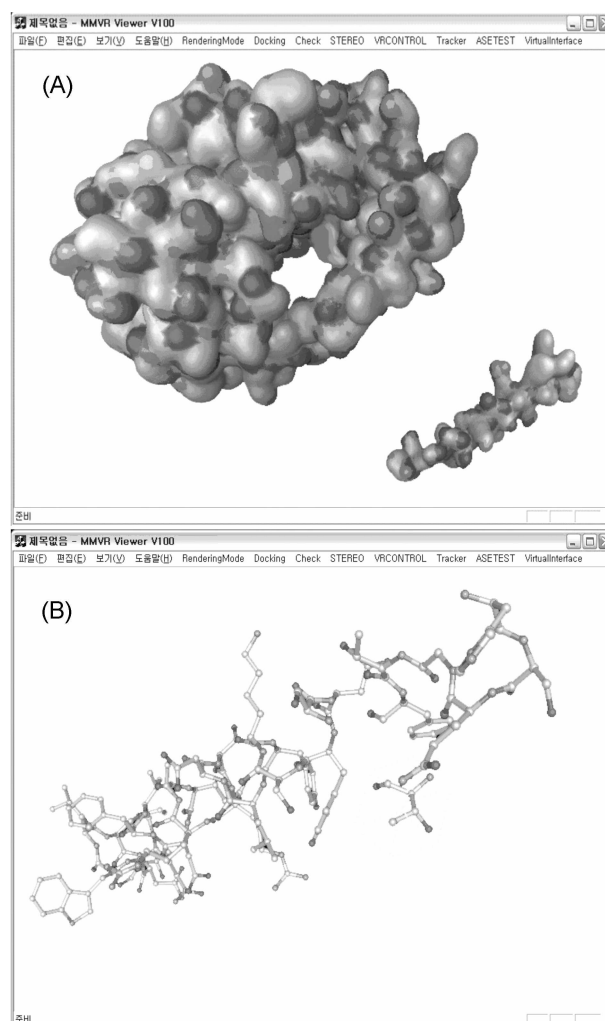 제목없음 - MMVR Viewer V100
파일(F) 편집(E) 보기(V) 도움말(H) RenderingMode Docking Check STEREO VRCONTROL Tracker ASETEST VirtualInterface
(A)
준비
제목없음 - MMVR Viewer V100
파일(F) 편집(E) 보기(V) 도움말(H) RenderingMode Docking Check STEREO VRCONTROL Tracker ASETEST VirtualInterface
(B)
준비